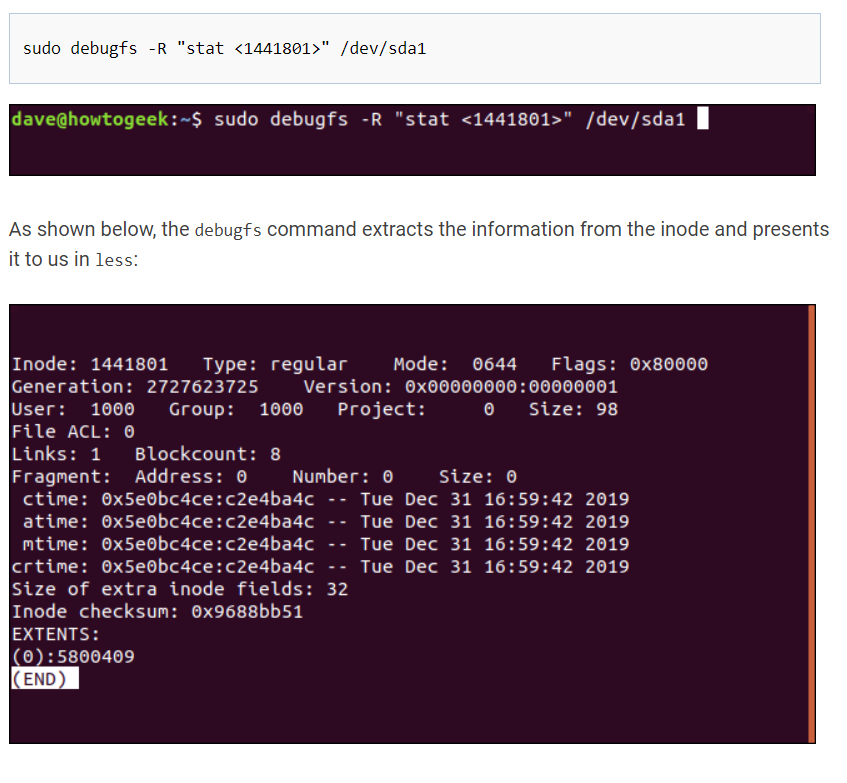 sudo debugfs -R "stat <1441801>" /dev/sda1
dave@howtogeek:~$ sudo debugfs -R "stat <1441801>" /dev/sda1
As shown below, the debugfs command extracts the information from the inode and presents
it to us in less:
Inode: 1441801   Type: regular    Mode:  0644   Flags: 0x80000
Generation: 2727623725    Version: 0x00000000:00000001
User:  1000   Group:  1000   Project:     0   Size: 98
File ACL: 0
Links: 1   Blockcount: 8
Fragment:  Address: 0    Number: 0    Size: 0
 ctime: 0x5e0bc4ce:c2e4ba4c -- Tue Dec 31 16:59:42 2019
 atime: 0x5e0bc4ce:c2e4ba4c -- Tue Dec 31 16:59:42 2019
 mtime: 0x5e0bc4ce:c2e4ba4c -- Tue Dec 31 16:59:42 2019
crtime: 0x5e0bc4ce:c2e4ba4c -- Tue Dec 31 16:59:42 2019
Size of extra inode fields: 32
Inode checksum: 0x9688bb51
EXTENTS:
(0):5800409
(END)